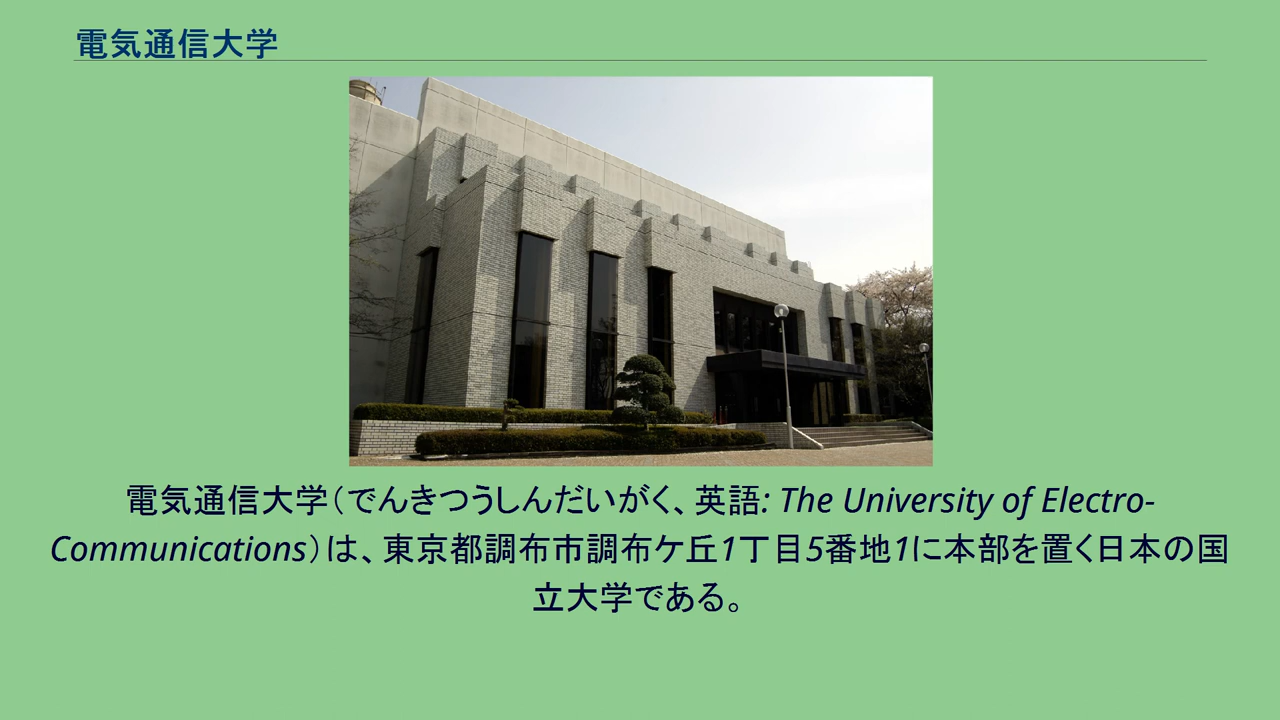 電気通信大学
電気通信大学（でんきつうしんだいがく、英語: The University of Electro-
Communications）は、東京都調布市調布ケ丘1丁目5番地1に本部を置く日本の国
立大学である。